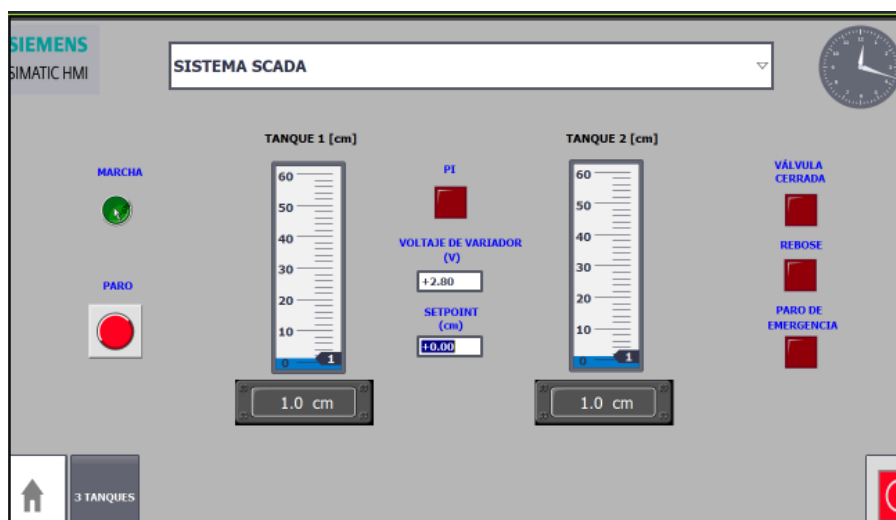 SIEMENS
SIMATIC HMI
SISTEMA SCADA
12
TANQUE 1 [cm]
TANQUE 2 [cm]
MARCHA
PARO
60
50
40
30
20
10
0
1
1.0 cm
PI
VOLTAJE DE VARIADOR
(V)
+2.80
SETPOINT
(cm)
+0.00
60
50
40
30
20
10
0
1
1.0 cm
VÁLVULA
CERRADA
REBOSE
PARO DE
EMERGENCIA
3 TANQUES